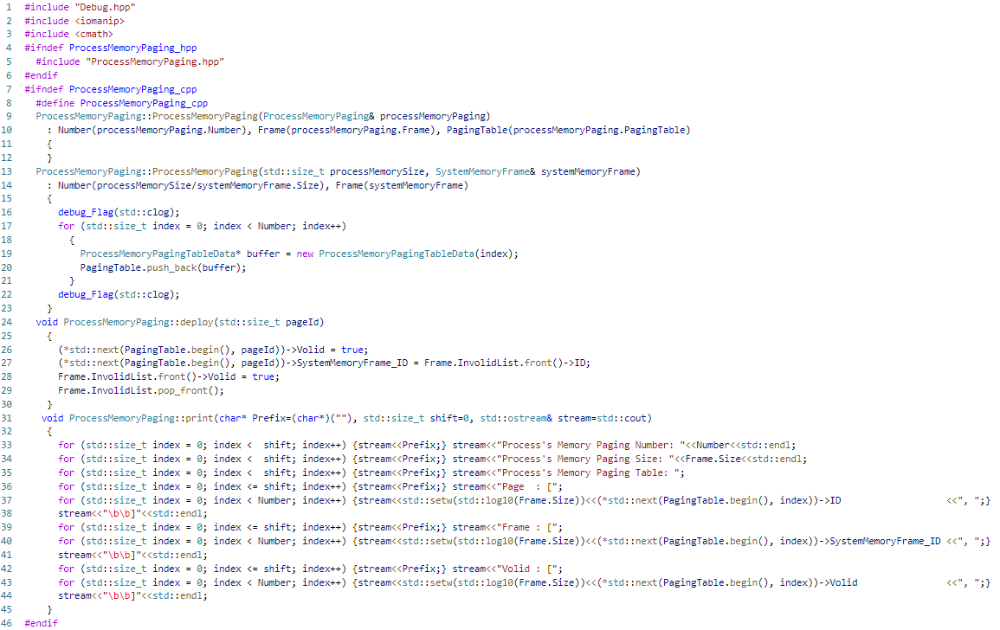 1 #include "Debug.hpp"
2 #include <iomanip>
3 #include <cmath>
4 #ifndef ProcessMemoryPaging_hpp
5   #include "ProcessMemoryPaging.hpp"
6 #endif
7 #ifndef ProcessMemoryPaging_cpp
8   #define ProcessMemoryPaging_cpp
9   ProcessMemoryPaging::ProcessMemoryPaging(ProcessMemoryPaging& processMemoryPaging)
10     : Number(processMemoryPaging.Number), Frame(processMemoryPaging.Frame), PagingTable(processMemoryPaging.PagingTable)
11     {
12     }
13   ProcessMemoryPaging::ProcessMemoryPaging(std::size_t processMemorySize, SystemMemoryFrame& systemMemoryFrame)
14     : Number(processMemorySize/systemMemoryFrame.Size), Frame(systemMemoryFrame)
15     {
16       debug_Flag(std::clog);
17       for (std::size_t index = 0; index < Number; index++)
18         {
19           ProcessMemoryPagingTableData* buffer = new ProcessMemoryPagingTableData(index);
20           PagingTable.push_back(buffer);
21         }
22       debug_Flag(std::clog);
23     }
24   void ProcessMemoryPaging::deploy(std::size_t pageId)
25     {
26       (*std::next(PagingTable.begin(), pageId))->Volid = true;
27       (*std::next(PagingTable.begin(), pageId))->SystemMemoryFrame_ID = Frame.InvolidList.front()->ID;
28       Frame.InvolidList.front()->Volid = true;
29       Frame.InvolidList.pop_front();
30     }
31    void ProcessMemoryPaging::print(char* Prefix=(char*)(""), std::size_t shift=0, std::ostream& stream=std::cout)
32     {
33       for (std::size_t index = 0; index <  shift; index++) {stream<<Prefix;} stream<<"Process's Memory Paging Number: "<<Number<<std::endl;
34       for (std::size_t index = 0; index <  shift; index++) {stream<<Prefix;} stream<<"Process's Memory Paging Size: "<<Frame.Size<<std::endl;
35       for (std::size_t index = 0; index <  shift; index++) {stream<<Prefix;} stream<<"Process's Memory Paging Table: ";
36       for (std::size_t index = 0; index <= shift; index++) {stream<<Prefix;} stream<<"Page  : [";
37       for (std::size_t index = 0; index < Number; index++) {stream<<std::setw(std::log10(Frame.Size))<<(*std::next(PagingTable.begin(), index))->ID                   <<", ";}
38       stream<<"\b\b]"<<std::endl;
39       for (std::size_t index = 0; index <= shift; index++) {stream<<Prefix;} stream<<"Frame : [";
40       for (std::size_t index = 0; index < Number; index++) {stream<<std::setw(std::log10(Frame.Size))<<(*std::next(PagingTable.begin(), index))->SystemMemoryFrame_ID <<", ";}
41       stream<<"\b\b]"<<std::endl;
42       for (std::size_t index = 0; index <= shift; index++) {stream<<Prefix;} stream<<"Volid : [";
43       for (std::size_t index = 0; index < Number; index++) {stream<<std::setw(std::log10(Frame.Size))<<(*std::next(PagingTable.begin(), index))->Volid                <<", ";}
44       stream<<"\b\b]"<<std::endl;
45     }
46 #endif